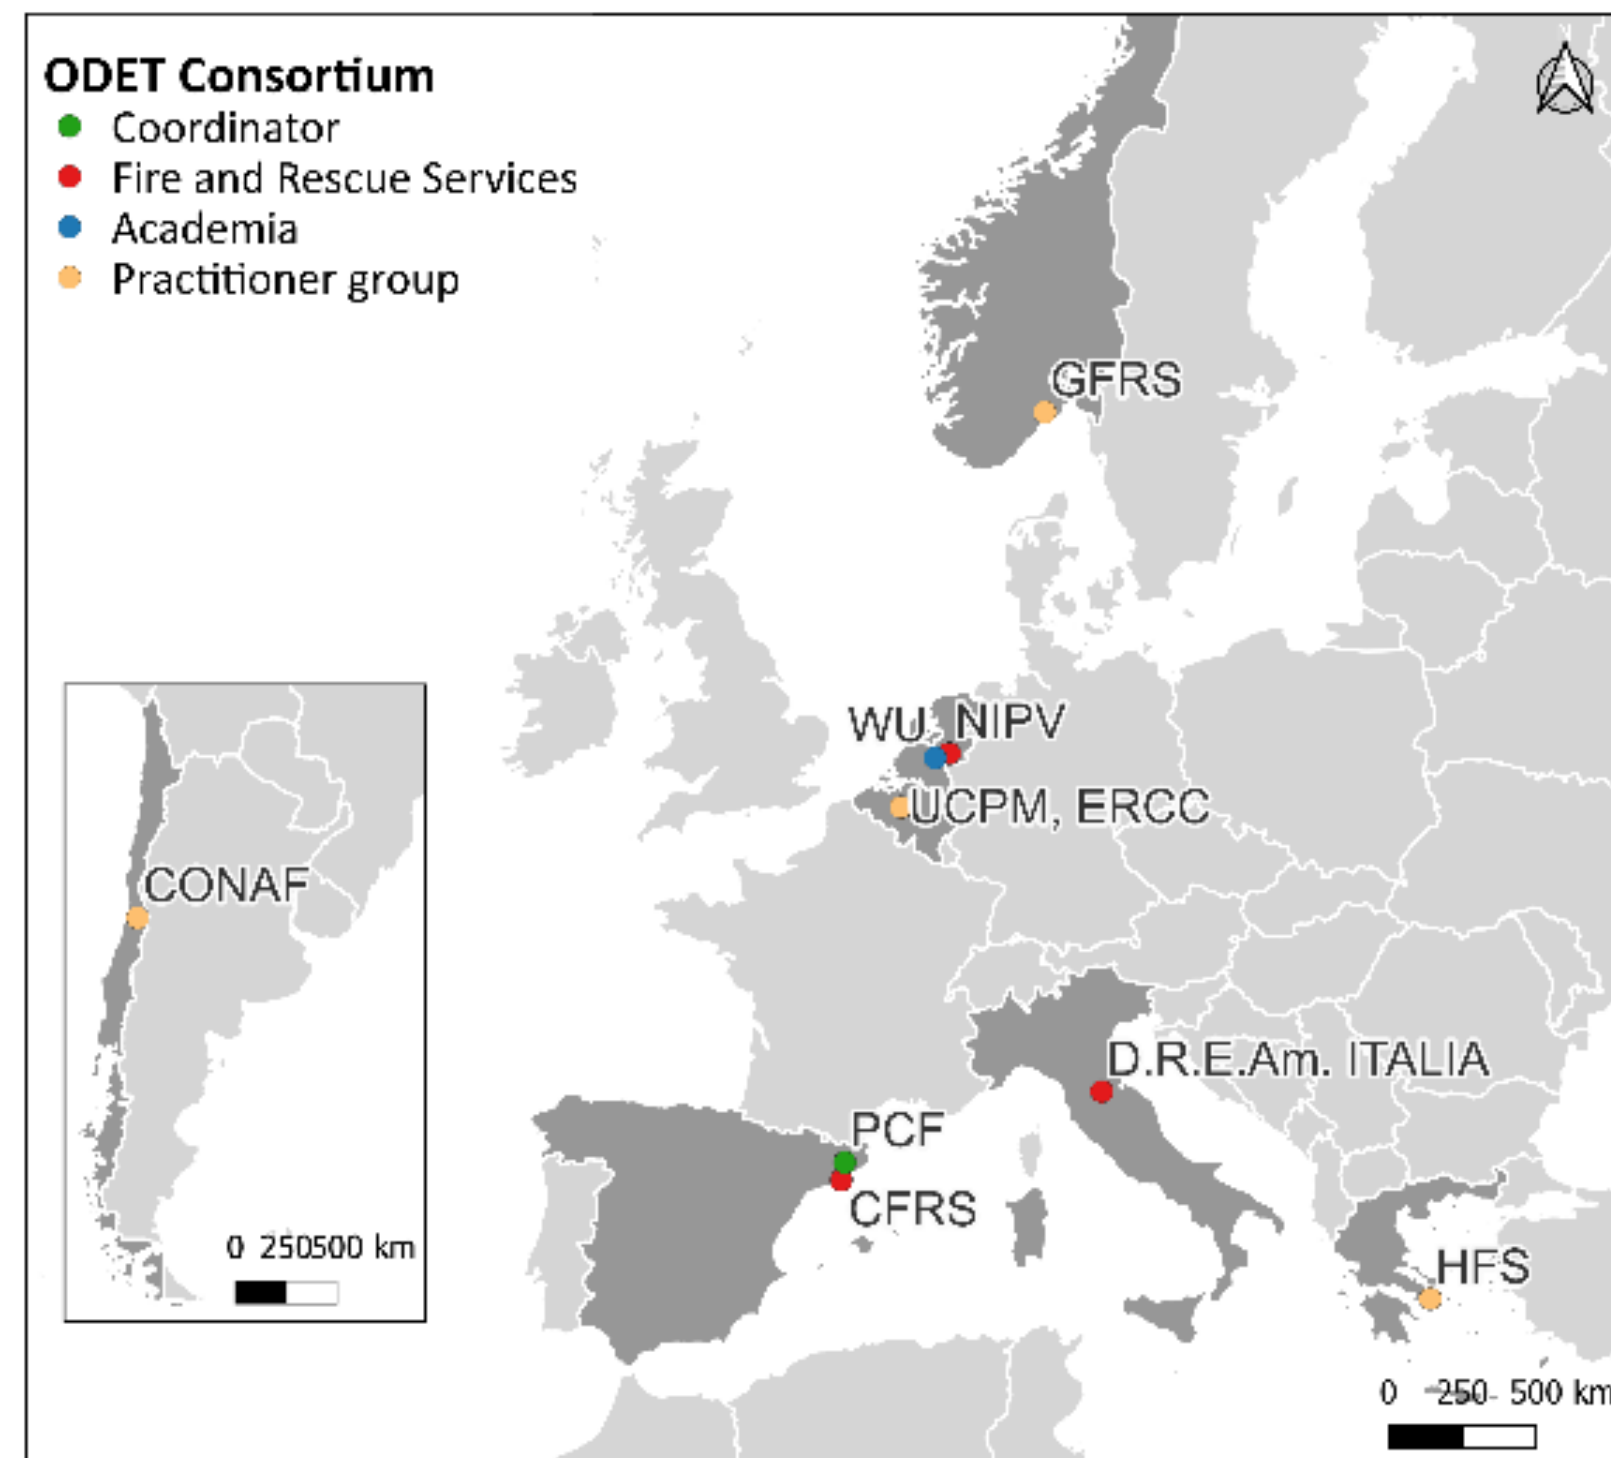 ODET Consortium
Coordinator
Fire and Rescue Services
Academia
Practitioner group
GFRS
WU NIPV
UCPM, ERCC
CONAF
D.R.E.Am. ITALIA
PCF
CFRS
HFS
0 250500 km
0 250 500 km